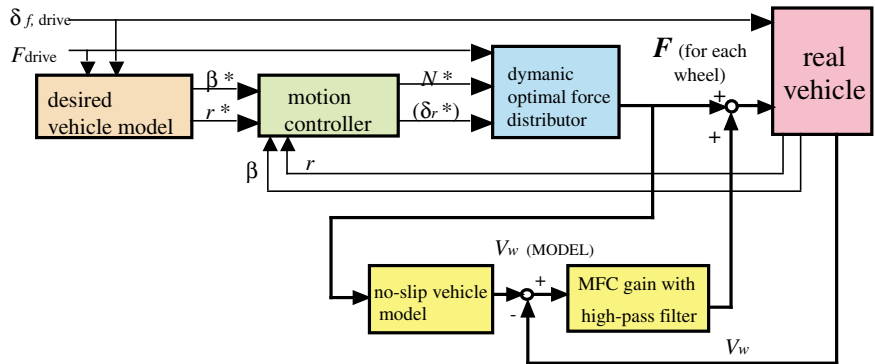 δ f, drive
F drive
desired
vehicle model
β *
r *
motion
controller
N *
(δr *)
dymanic
optimal force
distributor
F (for each
wheel)
+
+
real
vehicle
β
r
no-slip vehicle
model
Vw (MODEL)
+
-
MFC gain with
high-pass filter
Vw